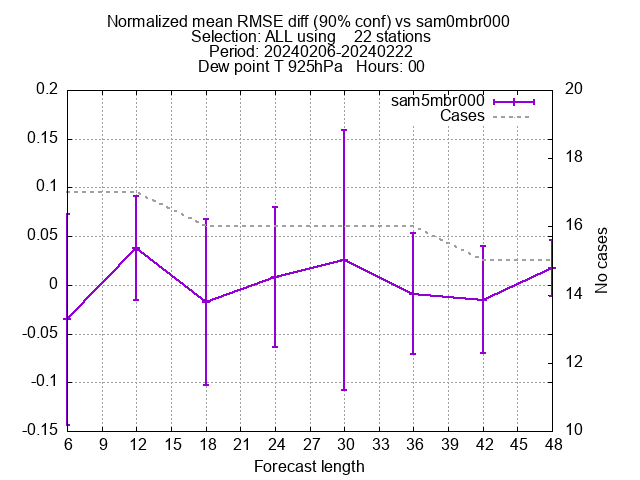 Normalized mean RMSE diff (90% conf) vs sam0mbr000
Selection: ALL using    22 stations
Period: 20240206-20240222
Dew point T 925hPa   Hours: 00
sam5mbr000
Cases
0.2
0.15
0.1
0.05
0
-0.05
-0.1
-0.15
20
18
16
14
12
10
No cases
6 9 12 15 18 21 24 27 30 33 36 39 42 45 48
Forecast length